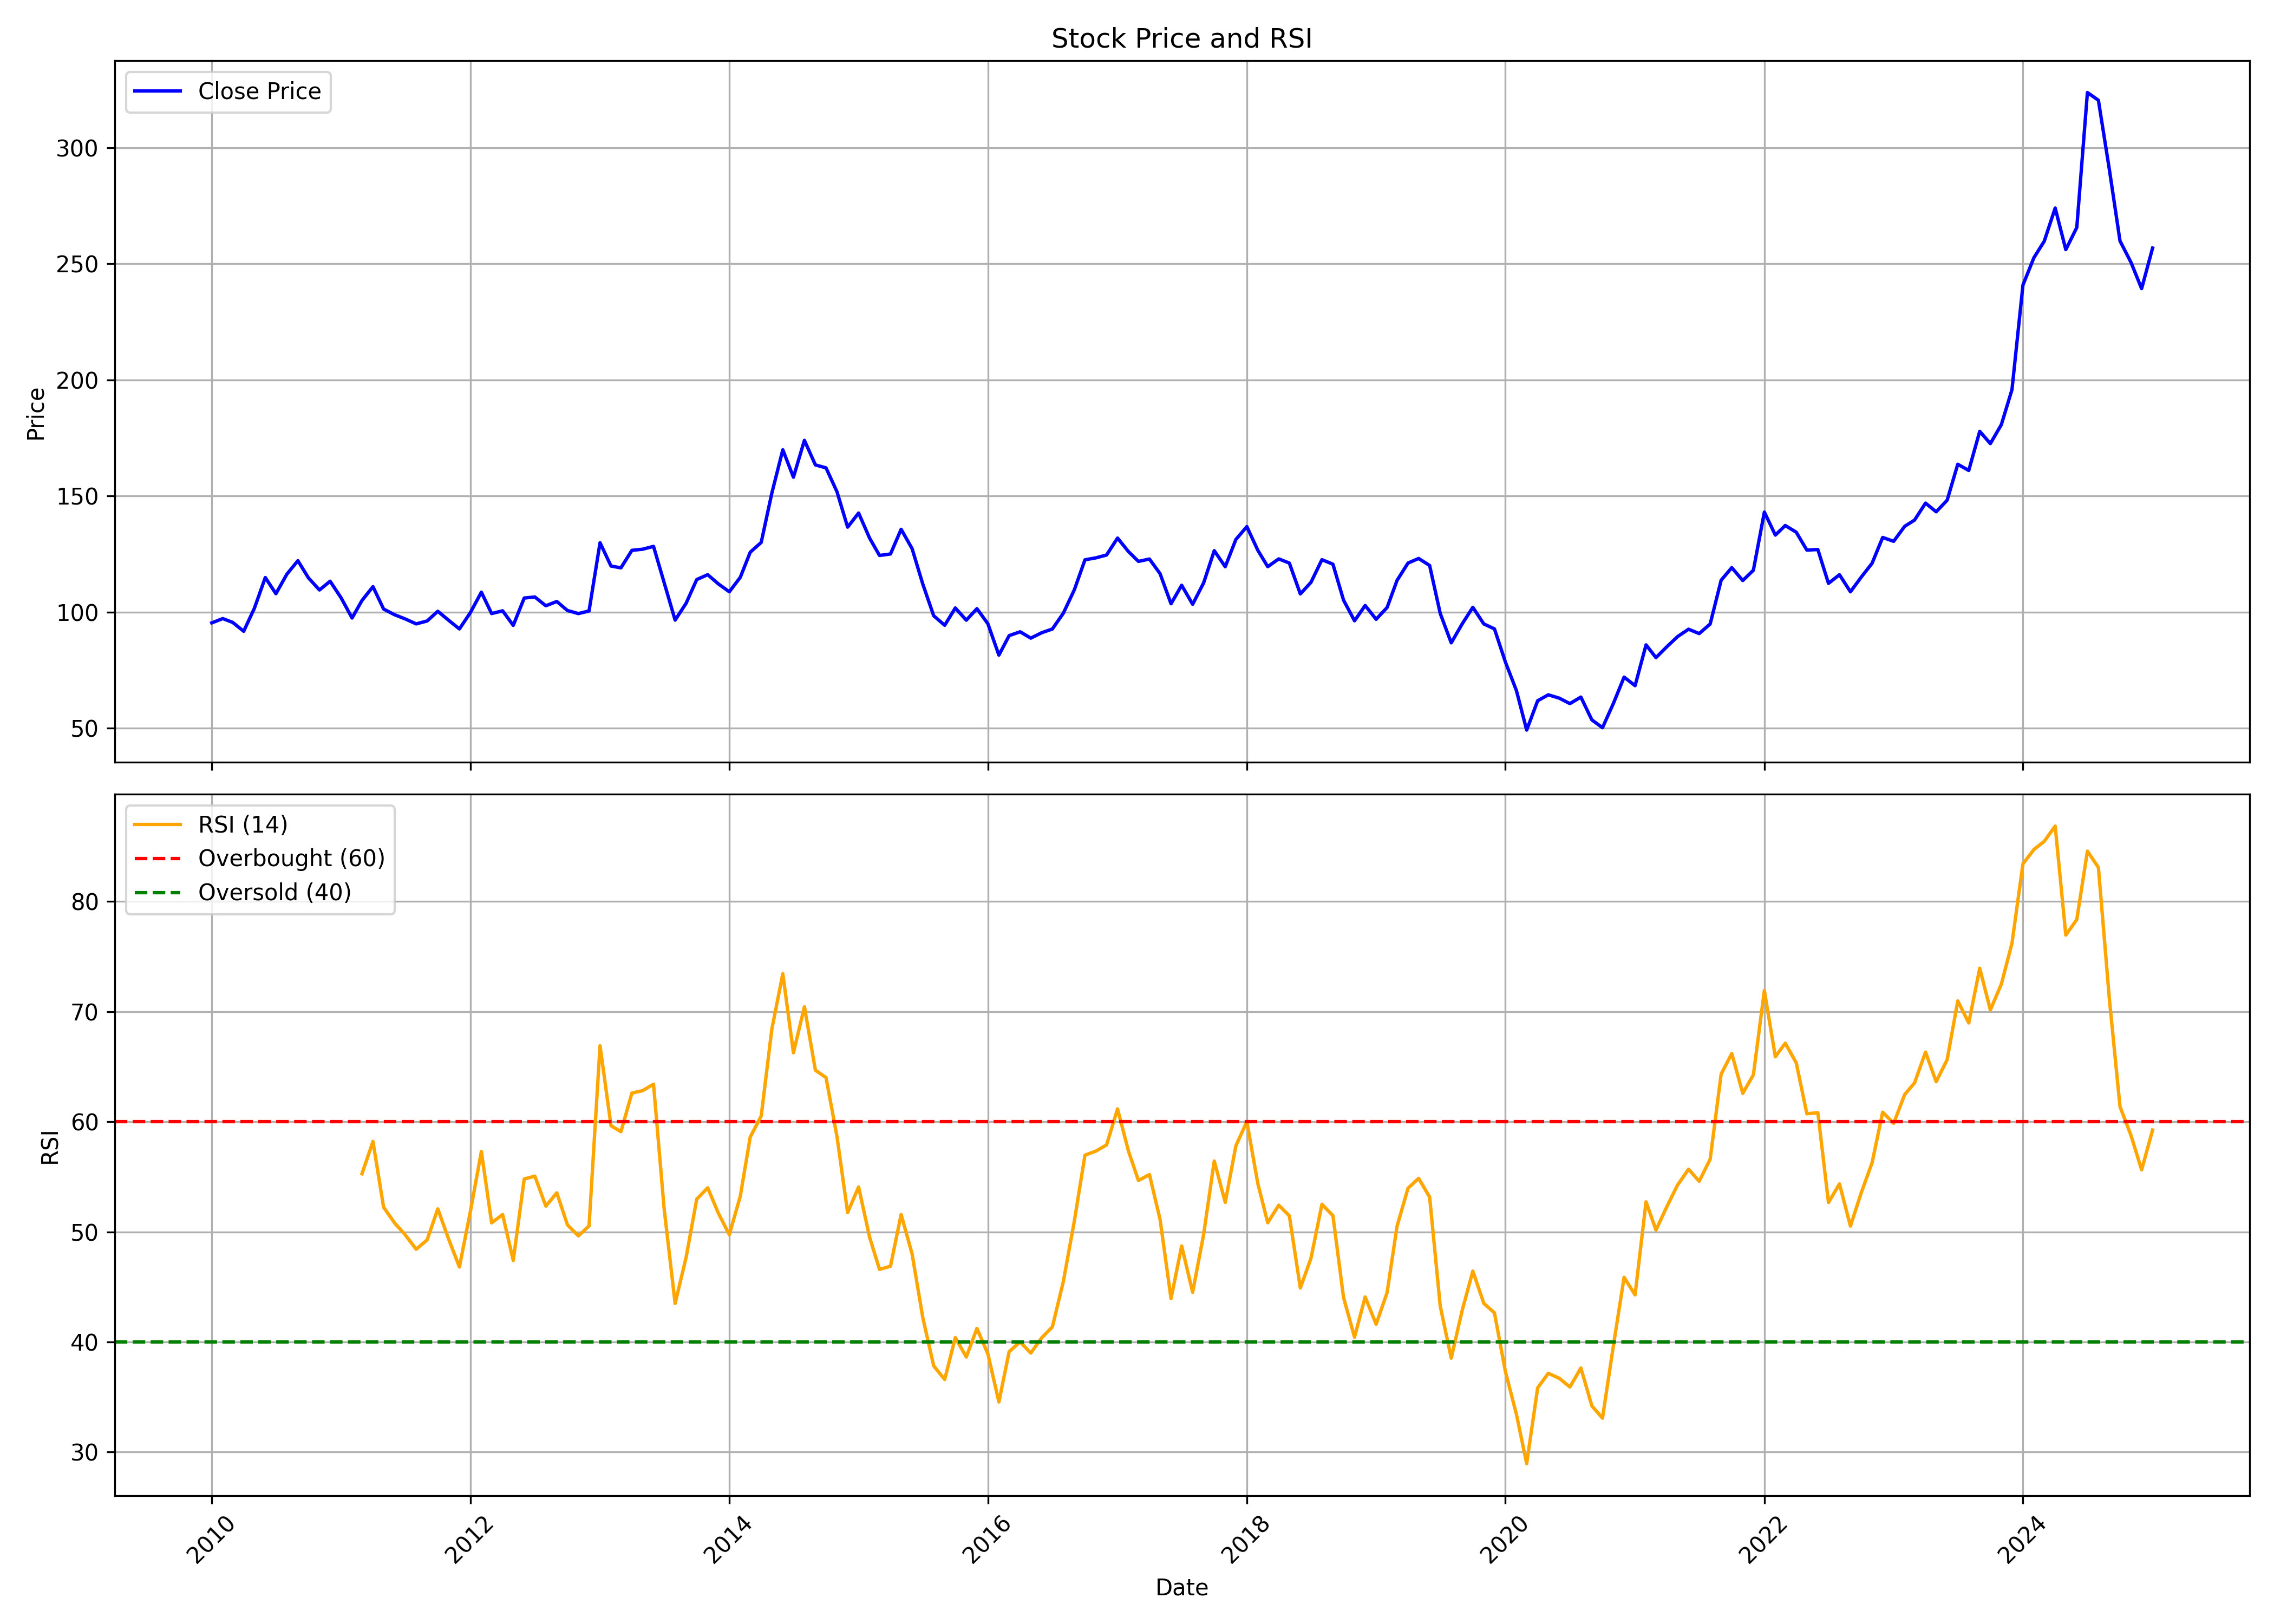 Stock Price and RSI
Close Price
300
250
200
150
100
50
Price
RSI (14)
Overbought (60)
Oversold (40)
80
70
60
50
40
30
RSI
2010 2012 2014 2016 2018 2020 2022 2024
Date